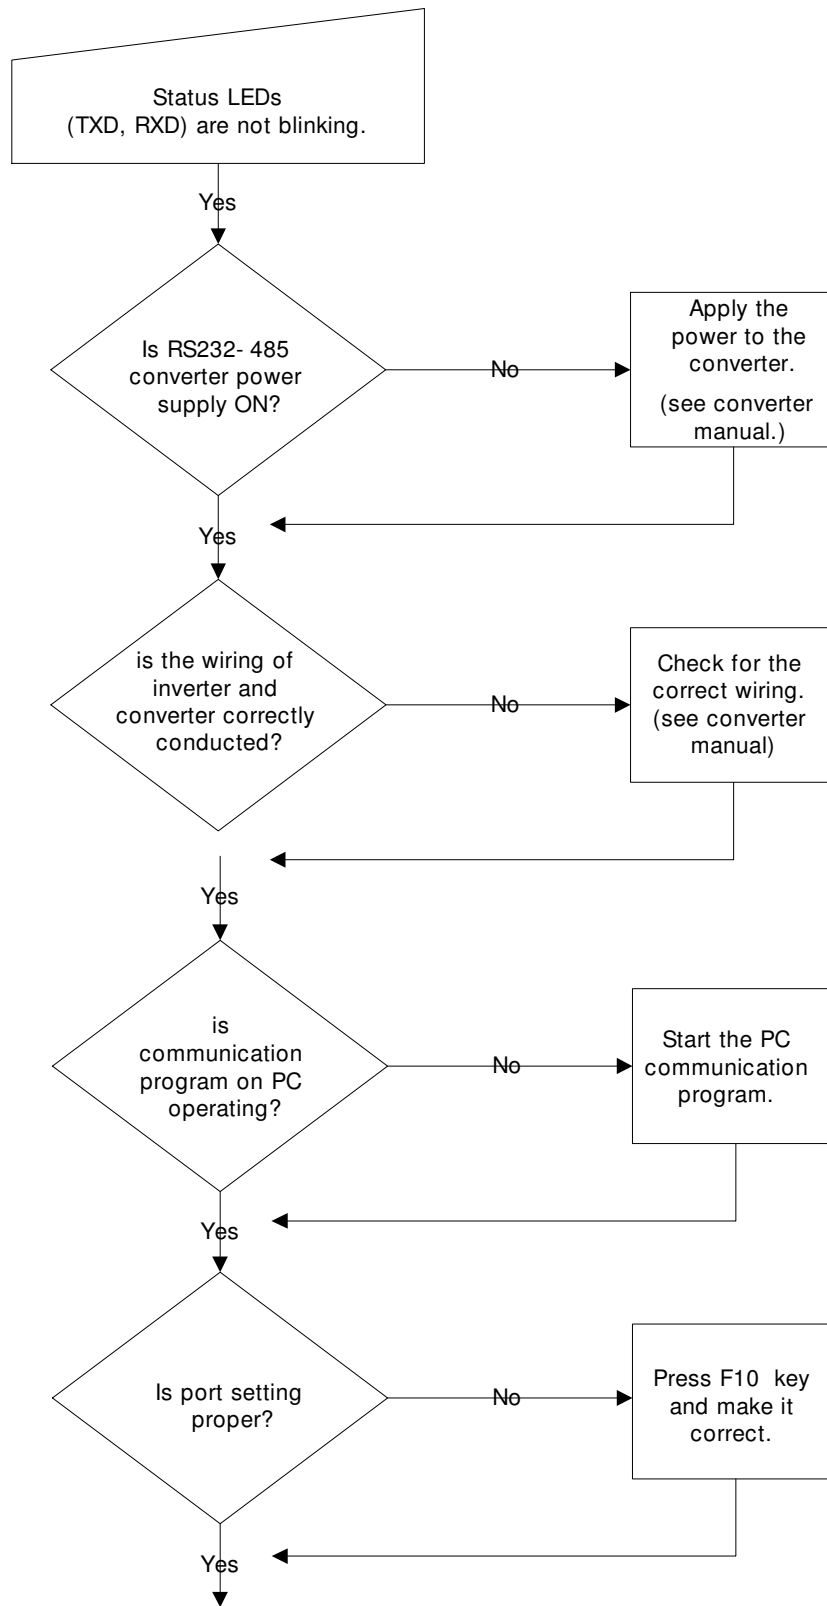 Status LEDs
(TXD, RXD) are not blinking.
Yes
Is RS232- 485
converter power
supply ON?
No
Apply the
power to the
converter.
(see converter
manual.)
Yes
is the wiring of
inverter and
converter correctly
conducted?
No
Check for the
correct wiring.
(see converter
manual)
Yes
is
communication
program on PC
operating?
No
Start the PC
communication
program.
Yes
Is port setting
proper?
No
Press F10 key
and make it
correct.
Yes